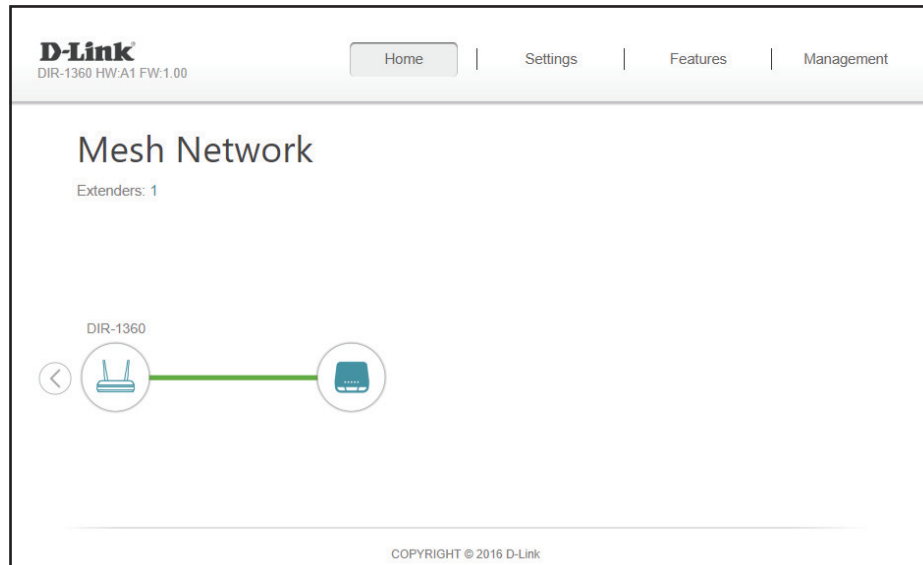 D-Link
DIR-1360 HW:A1 FW:1.00
Home
Settings
Features
Management
Mesh Network
Extenders: 1
DIR-1360
COPYRIGHT © 2016 D-Link